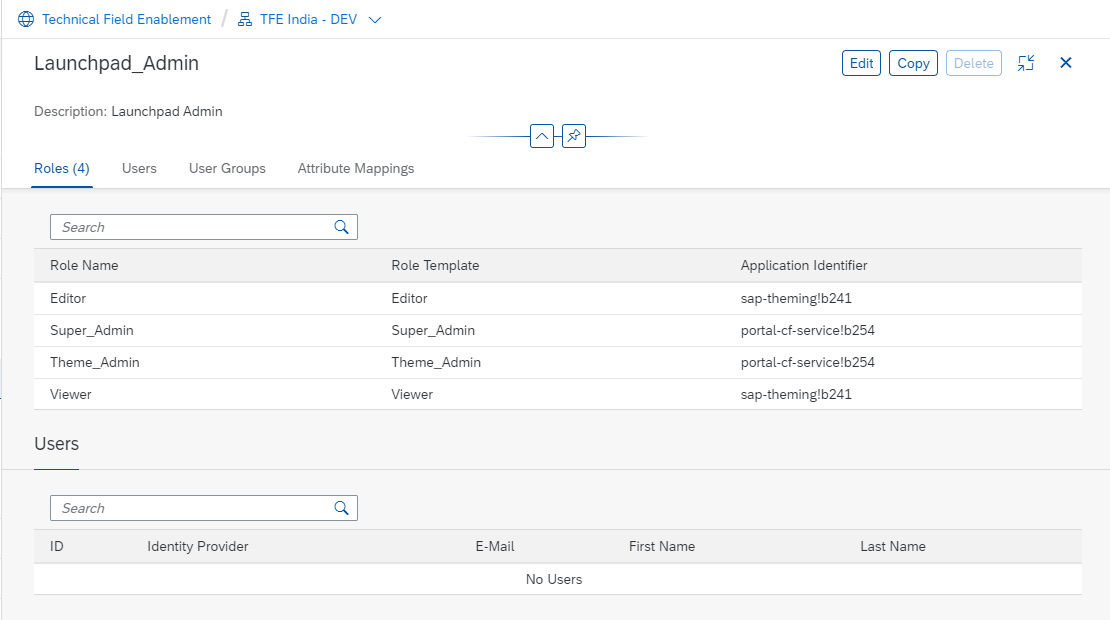 Technical Field Enablement / TFE India - DEV
Launchpad_Admin
Edit Copy Delete
Description: Launchpad Admin
Roles (4) Users User Groups Attribute Mappings
Search
Role Name Role Template Application Identifier
Editor Editor sap-theming!b241
Super_Admin Super_Admin portal-cf-service!b254
Theme_Admin Theme_Admin portal-cf-service!b254
Viewer Viewer sap-theming!b241
Users
Search
ID Identity Provider E-Mail First Name Last Name
No Users